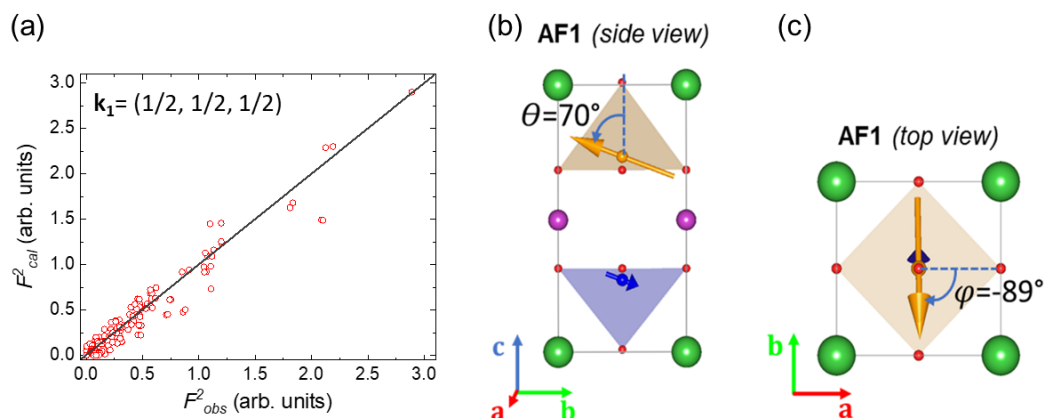 (a)
k₁= (1/2, 1/2, 1/2)
F²cal (arb. units)
3.0
2.5
2.0
1.5
1.0
0.5
0.0
0.0 0.5 1.0 1.5 2.0 2.5 3.0
F²obs (arb. units)
(b)
AF1 (side view)
θ=70°
c
a
b
(c)
AF1 (top view)
φ=-89°
b
a